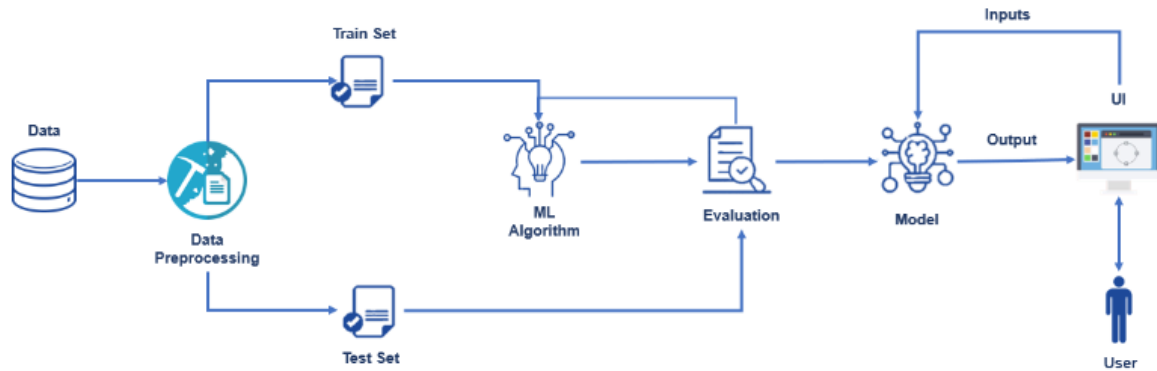 Inputs
Train Set
UI
Data
Output
ML
Algorithm
Evaluation
Model
Data
Preprocessing
Test Set
User